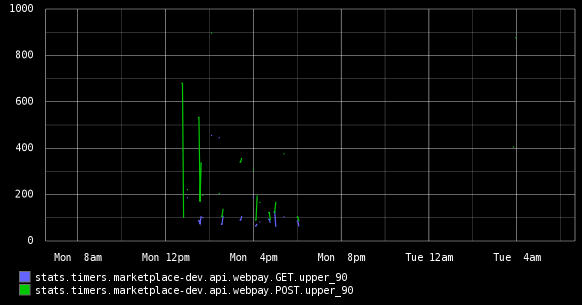 1000
800
600
400
200
0
Mon 8am Mon 12pm Mon 4pm Mon 8pm Tue 12am Tue 4am
stats.timers.marketplace-dev.api.webpay.GET.upper_90
stats.timers.marketplace-dev.api.webpay.POST.upper_90